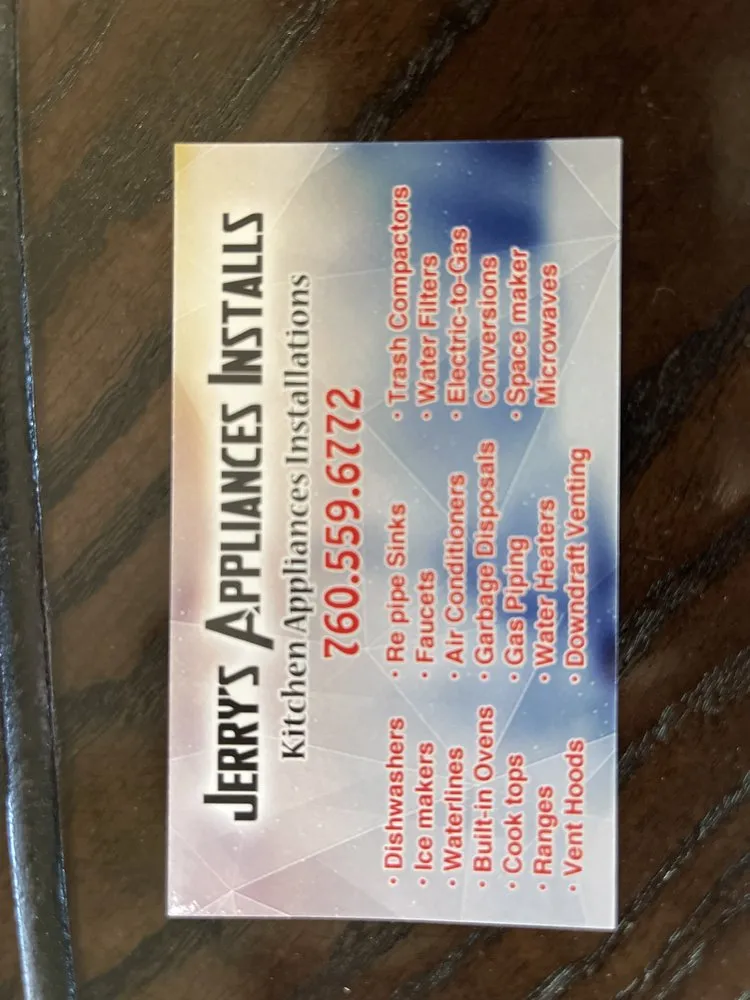 JERRY'S APPLIANCES INSTALLS
Kitchen Appliances Installations
760.559.6772
• Dishwashers
• Ice makers
• Waterlines
• Built-in Ovens
• Cook tops
• Ranges
• Vent Hoods
• Re pipe Sinks
• Faucets
• Air Conditioners
• Garbage Disposals
• Gas Piping
• Water Heaters
• Downdraft Venting
• Trash Compactors
• Water Filters
• Electric-to-Gas
Conversions
• Space maker
Microwaves